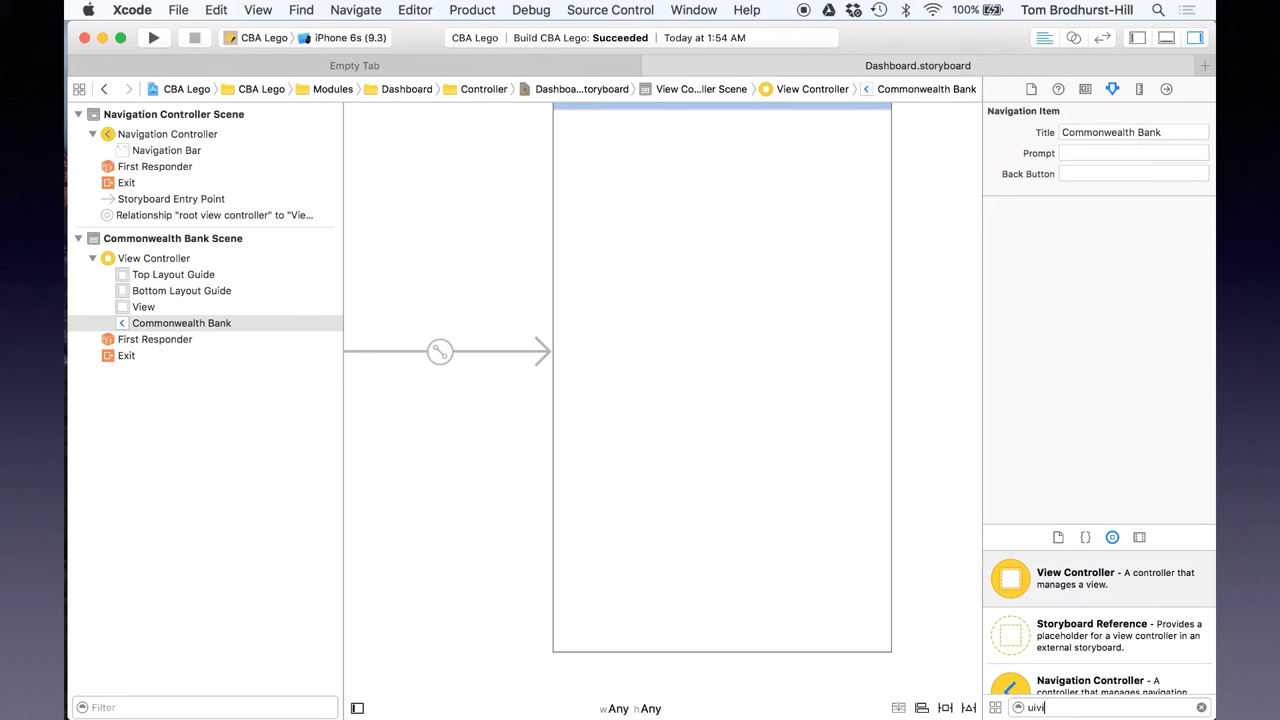 Xcode File Edit View Find Navigate Editor Product Debug Source Control Window Help 100% Tom Brodhurst-Hill
CBA Lego iPhone 6s (9.3) CBA Lego Build CBA Lego: Succeeded Today at 1:54 AM
Empty Tab Dashboard.storyboard
CBA Lego CBA Lego Modules Dashboard Controller Dashboa...toryboard View Co...ller Scene View Controller Commonwealth Bank
Navigation Controller Scene
Navigation Controller
Navigation Bar
First Responder
Exit
Storyboard Entry Point
Relationship "root view controller" to "Vie...
Commonwealth Bank Scene
View Controller
Top Layout Guide
Bottom Layout Guide
View
Commonwealth Bank
First Responder
Exit
Filter
wAny hAny
Navigation Item
Title Commonwealth Bank
Prompt
Back Button
View Controller - A controller that
manages a view.
Storyboard Reference - Provides a
placeholder for a view controller in an
external storyboard.
Navigation Controller - A
controller that manages navigation
uivi